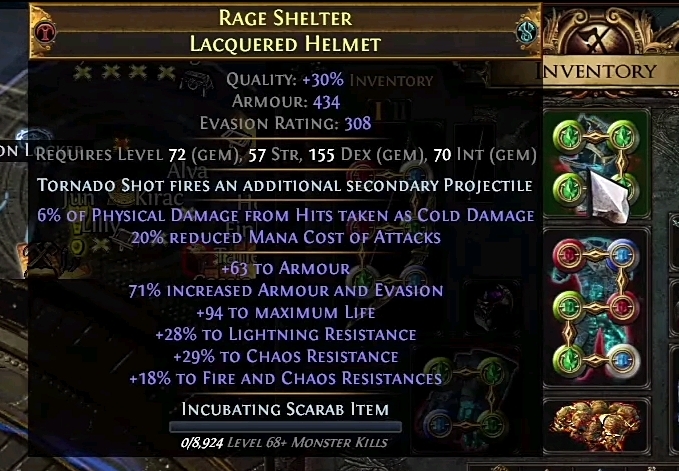 Rage Shelter
Lacquered Helmet
Inventory
Quality: +30%
Inventory
Armour: 434
Evasion Rating: 308
Requires Level 72 (gem), 57 Str, 155 Dex (gem), 70 Int (gem)
Alva
Tornado Shot fires an additional secondary Projectile
Jun
Kirac
6% of Physical Damage from Hits taken as Cold Damage
20% reduced Mana Cost of Attacks
+63 to Armour
71% increased Armour and Evasion
+94 to maximum Life
+28% to Lightning Resistance
+29% to Chaos Resistance
+18% to Fire and Chaos Resistances
Incubating Scarab Item
0/8,924 Level 68+ Monster Kills